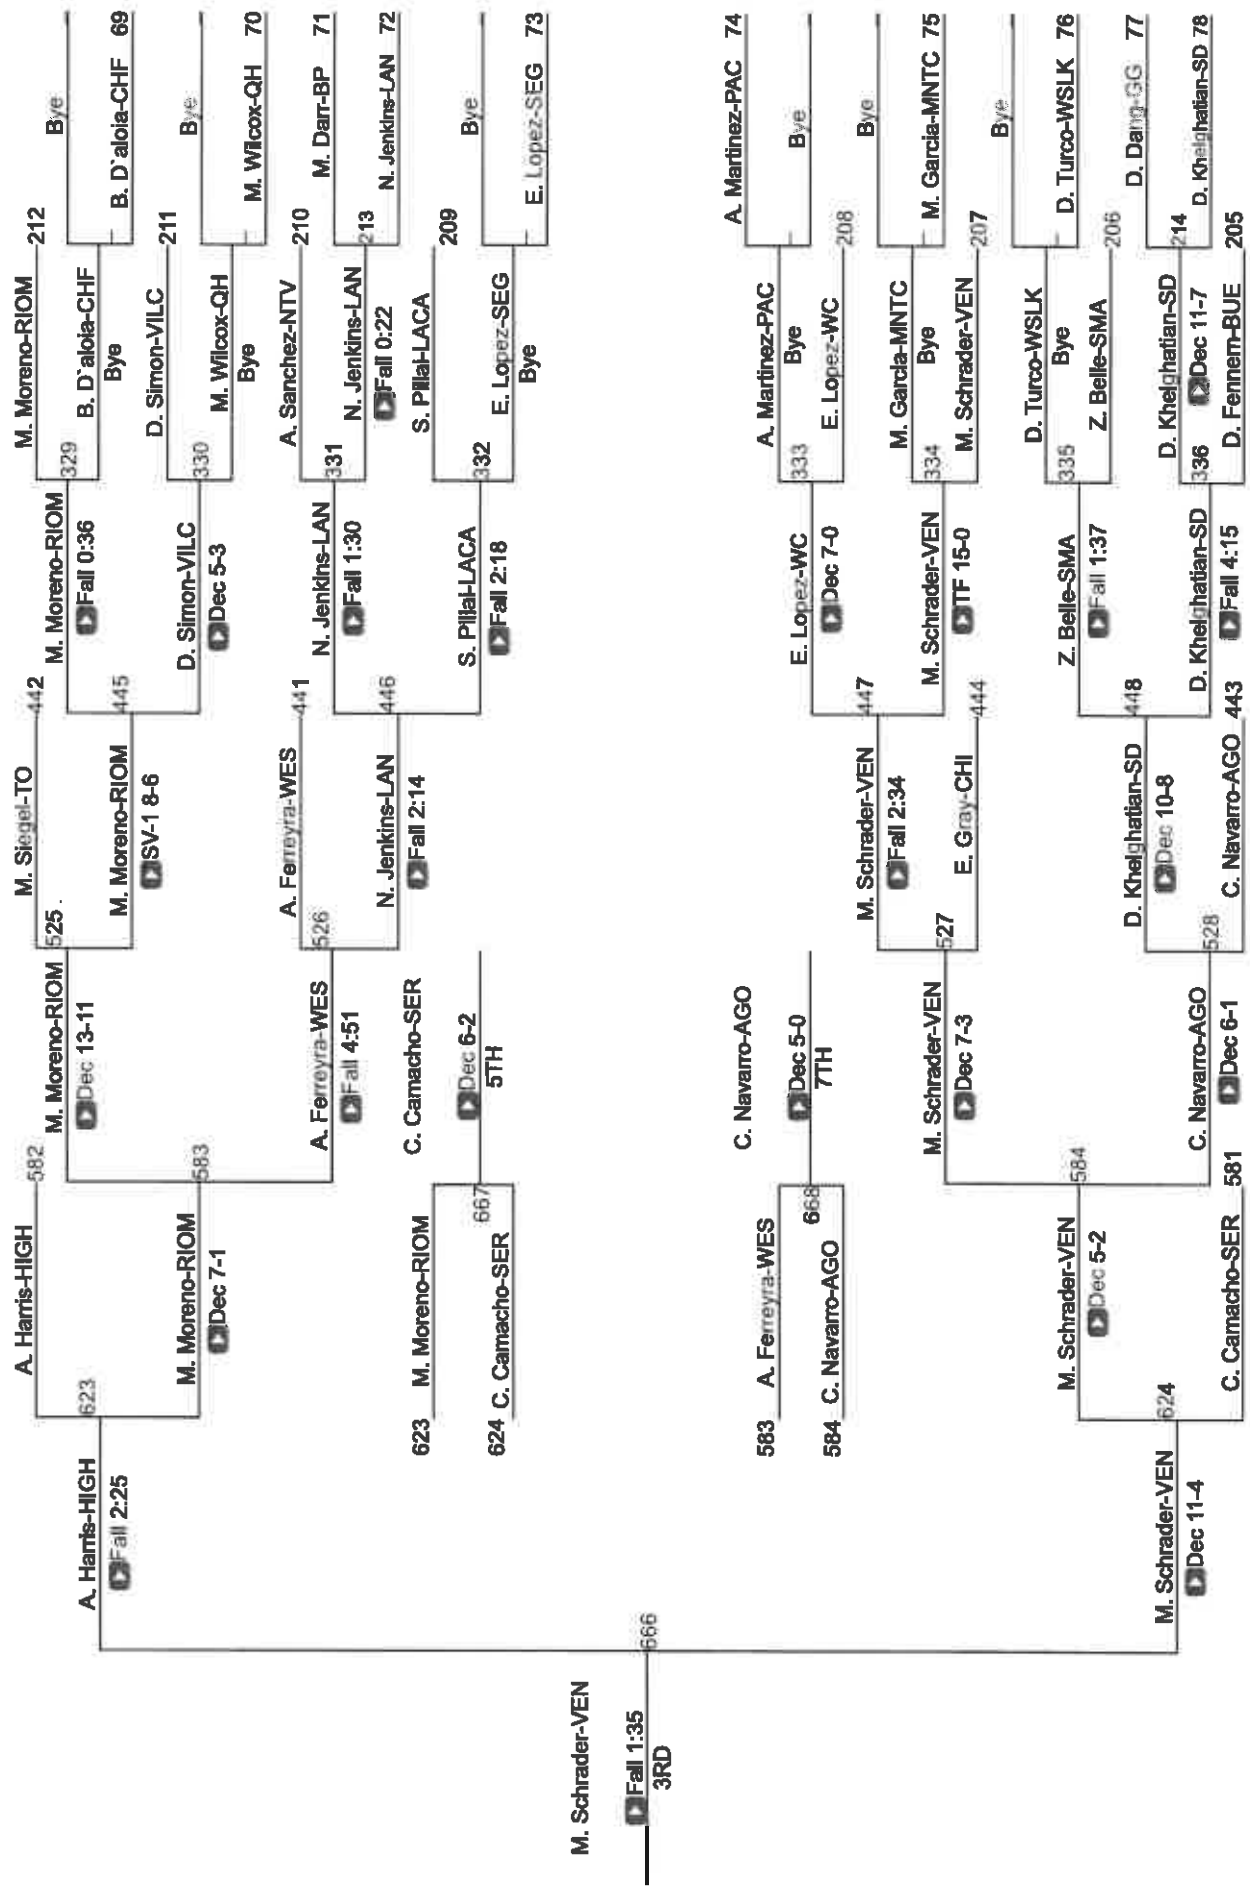 M. Schrader-VEN
Fall 1:35
3RD
666
A. Harris-HIGH
Fall 2:25
M. Schrader-VEN
Dec 11-4
A. Harris-HIGH 582
623
M. Moreno-RIOM
Dec 7-1
623 M. Moreno-RIOM
667
624 C. Camacho-SER
583 A. Ferreyra-WES
668
584 C. Navarro-AGO
M. Schrader-VEN
Dec 5-2
624
C. Camacho-SER 581
M. Moreno-RIOM
Dec 13-11
583
A. Ferreyra-WES
Fall 4:51
C. Camacho-SER
Dec 6-2
5TH
C. Navarro-AGO
Dec 5-0
7TH
M. Schrader-VEN
Dec 7-3
584
C. Navarro-AGO
Dec 6-1
M. Siegel-TO 442
525
M. Moreno-RIOM
SV-1 8-6
A. Ferreyra-WES 441
526
N. Jenkins-LAN
Fall 2:14
M. Schrader-VEN
Fall 2:34
527
E. Gray-CHI 444
D. Khelghatian-SD
Dec 10-8
528
C. Navarro-AGO 443
M. Moreno-RIOM
Fall 0:36
445
D. Simon-VILC
Dec 5-3
N. Jenkins-LAN
Fall 1:30
446
S. Pillai-LACA
Fall 2:18
E. Lopez-WC
Dec 7-0
447
M. Schrader-VEN
TF 15-0
Z. Belle-SMA
Fall 1:37
448
D. Khelghatian-SD
Fall 4:15
M. Moreno-RIOM 212
329
B. D`aloia-CHF
Bye
D. Simon-VILC 211
330
M. Wilcox-QH
Bye
A. Sanchez-NTV 210
331
N. Jenkins-LAN
Fall 0:22
S. Pillai-LACA 209
332
E. Lopez-SEG
Bye
A. Martinez-PAC
Bye
333
E. Lopez-WC 208
M. Garcia-MNTC
Bye
334
M. Schrader-VEN 207
D. Turco-WSLK
Bye
335
Z. Belle-SMA 206
D. Khelghatian-SD
Dec 11-7
336
D. Fennern-BUE 205
Bye
B. D`aloia-CHF 69
Bye
M. Wilcox-QH 70
M. Darr-BP 71
213
N. Jenkins-LAN 72
Bye
E. Lopez-SEG 73
A. Martinez-PAC 74
Bye
Bye
M. Garcia-MNTC 75
Bye
D. Turco-WSLK 76
D. Dang-GG 77
214
D. Khelghatian-SD 78